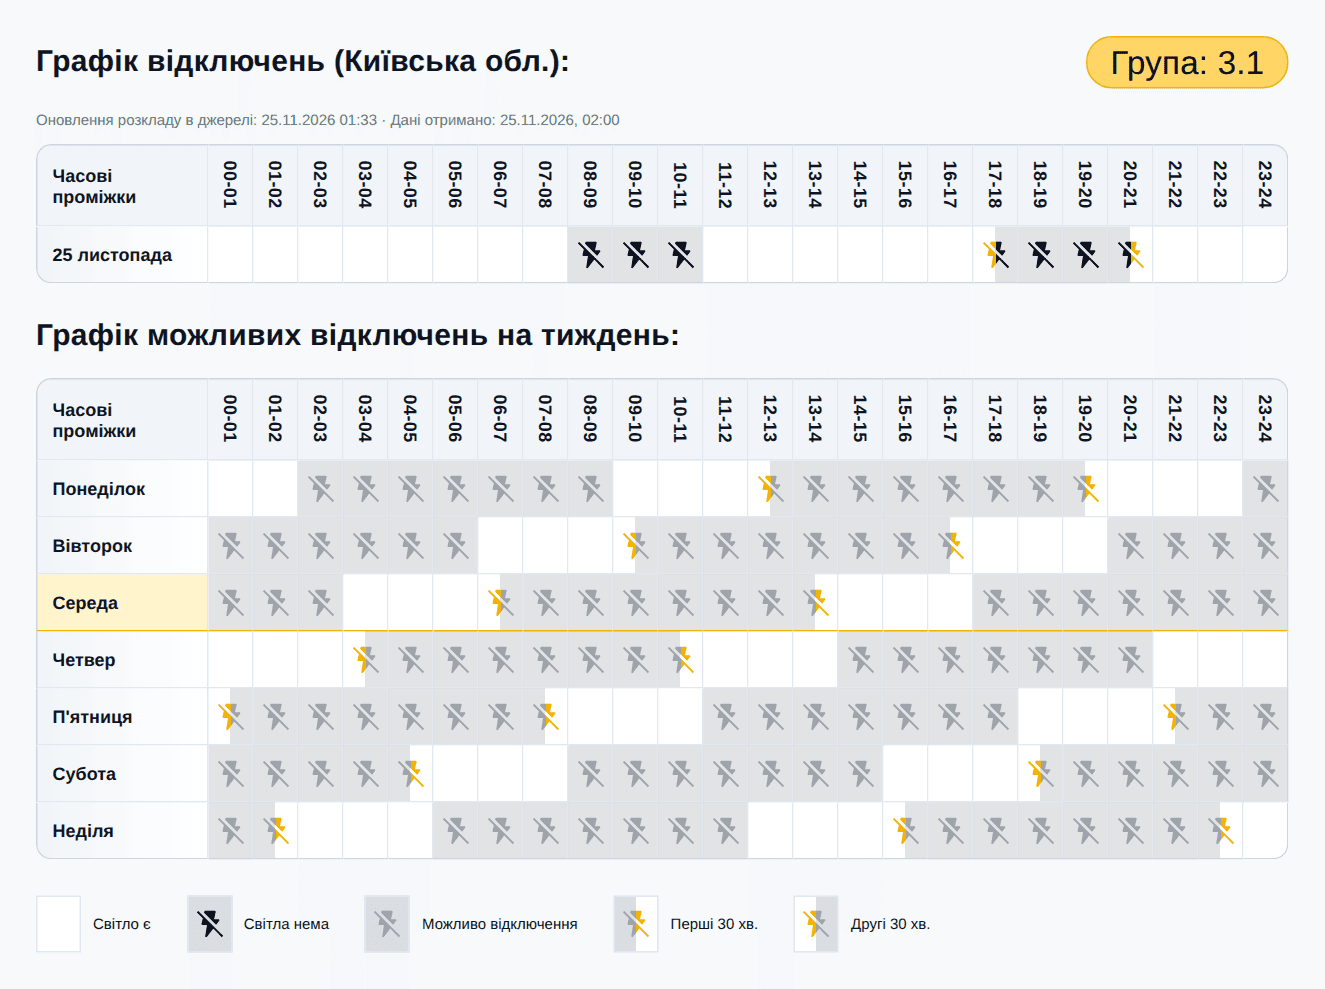 Графік відключень (Київська обл.):
Група: 3.1
Оновлення розкладу в джерелі: 25.11.2026 01:33 · Дані отримано: 25.11.2026, 02:00
Часові проміжки 00-01 01-02 02-03 03-04 04-05 05-06 06-07 07-08 08-09 09-10 10-11 11-12 12-13 13-14 14-15 15-16 16-17 17-18 18-19 19-20 20-21 21-22 22-23 23-24
25 листопада
Графік можливих відключень на тиждень:
Часові проміжки 00-01 01-02 02-03 03-04 04-05 05-06 06-07 07-08 08-09 09-10 10-11 11-12 12-13 13-14 14-15 15-16 16-17 17-18 18-19 19-20 20-21 21-22 22-23 23-24
Понеділок
Вівторок
Середа
Четвер
П'ятниця
Субота
Неділя
Світло є Світла нема Можливо відключення Перші 30 хв. Другі 30 хв.